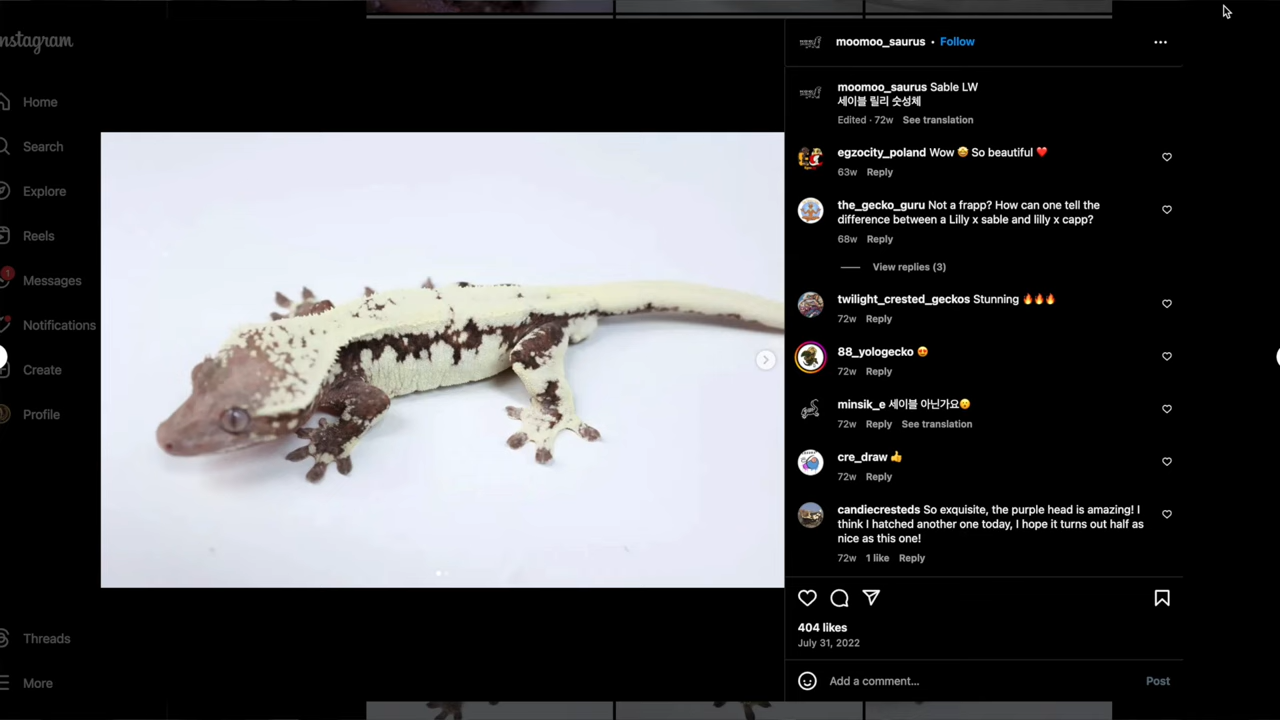 nstagram
Home
Search
Explore
Reels
1
Messages
Notifications
Create
Profile
Threads
More
moomoo_saurus • Follow
moomoo_saurus Sable LW
세이블 릴리 숫성체
Edited · 72w See translation
egzocity_poland Wow 🤩 So beautiful ❤️
63w Reply
the_gecko_guru Not a frapp? How can one tell the
difference between a Lilly x sable and lilly x capp?
68w Reply
View replies (3)
twilight_crested_geckos Stunning 🔥🔥🔥
72w Reply
88_yologecko 😍
72w Reply
minsik_e 세이블 아닌가요😗
72w Reply See translation
cre_draw 👍
72w Reply
candiecresteds So exquisite, the purple head is amazing! I
think I hatched another one today, I hope it turns out half as
nice as this one!
72w 1 like Reply
404 likes
July 31, 2022
Add a comment...
Post